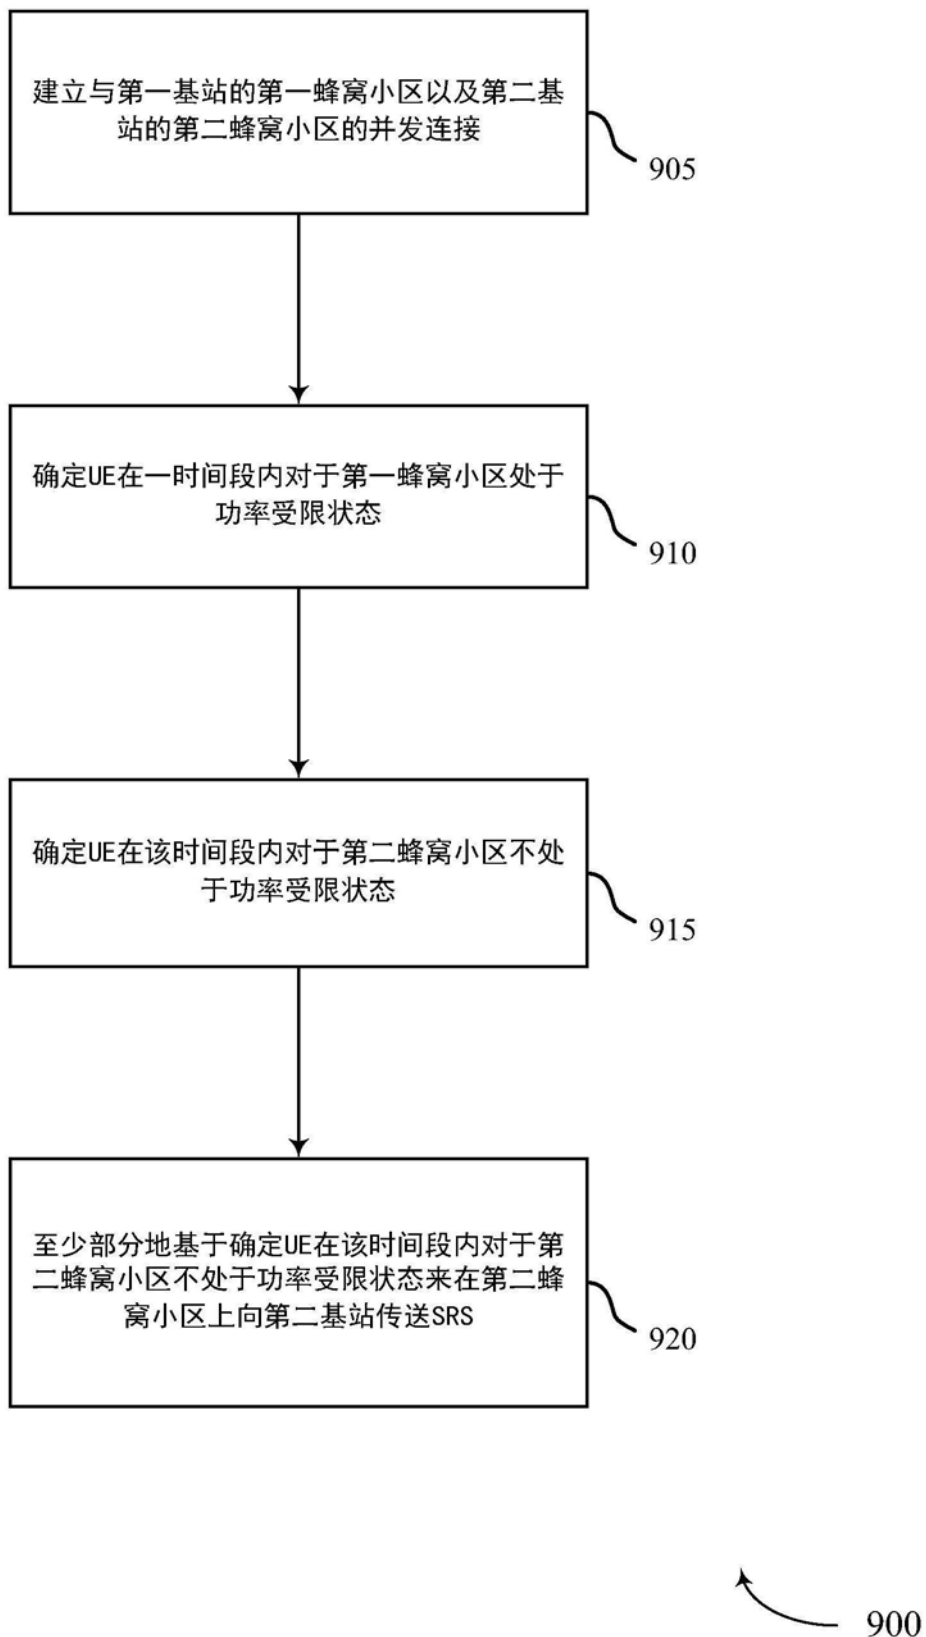 建立与第一基站的第一蜂窝小区以及第二基
站的第二蜂窝小区的并发连接
905
确定UE在一时间段内对于第一蜂窝小区处于
功率受限状态
910
确定UE在该时间段内对于第二蜂窝小区不处
于功率受限状态
915
至少部分地基于确定UE在该时间段内对于第
二蜂窝小区不处于功率受限状态来在第二蜂
窝小区上向第二基站传送SRS
920
900